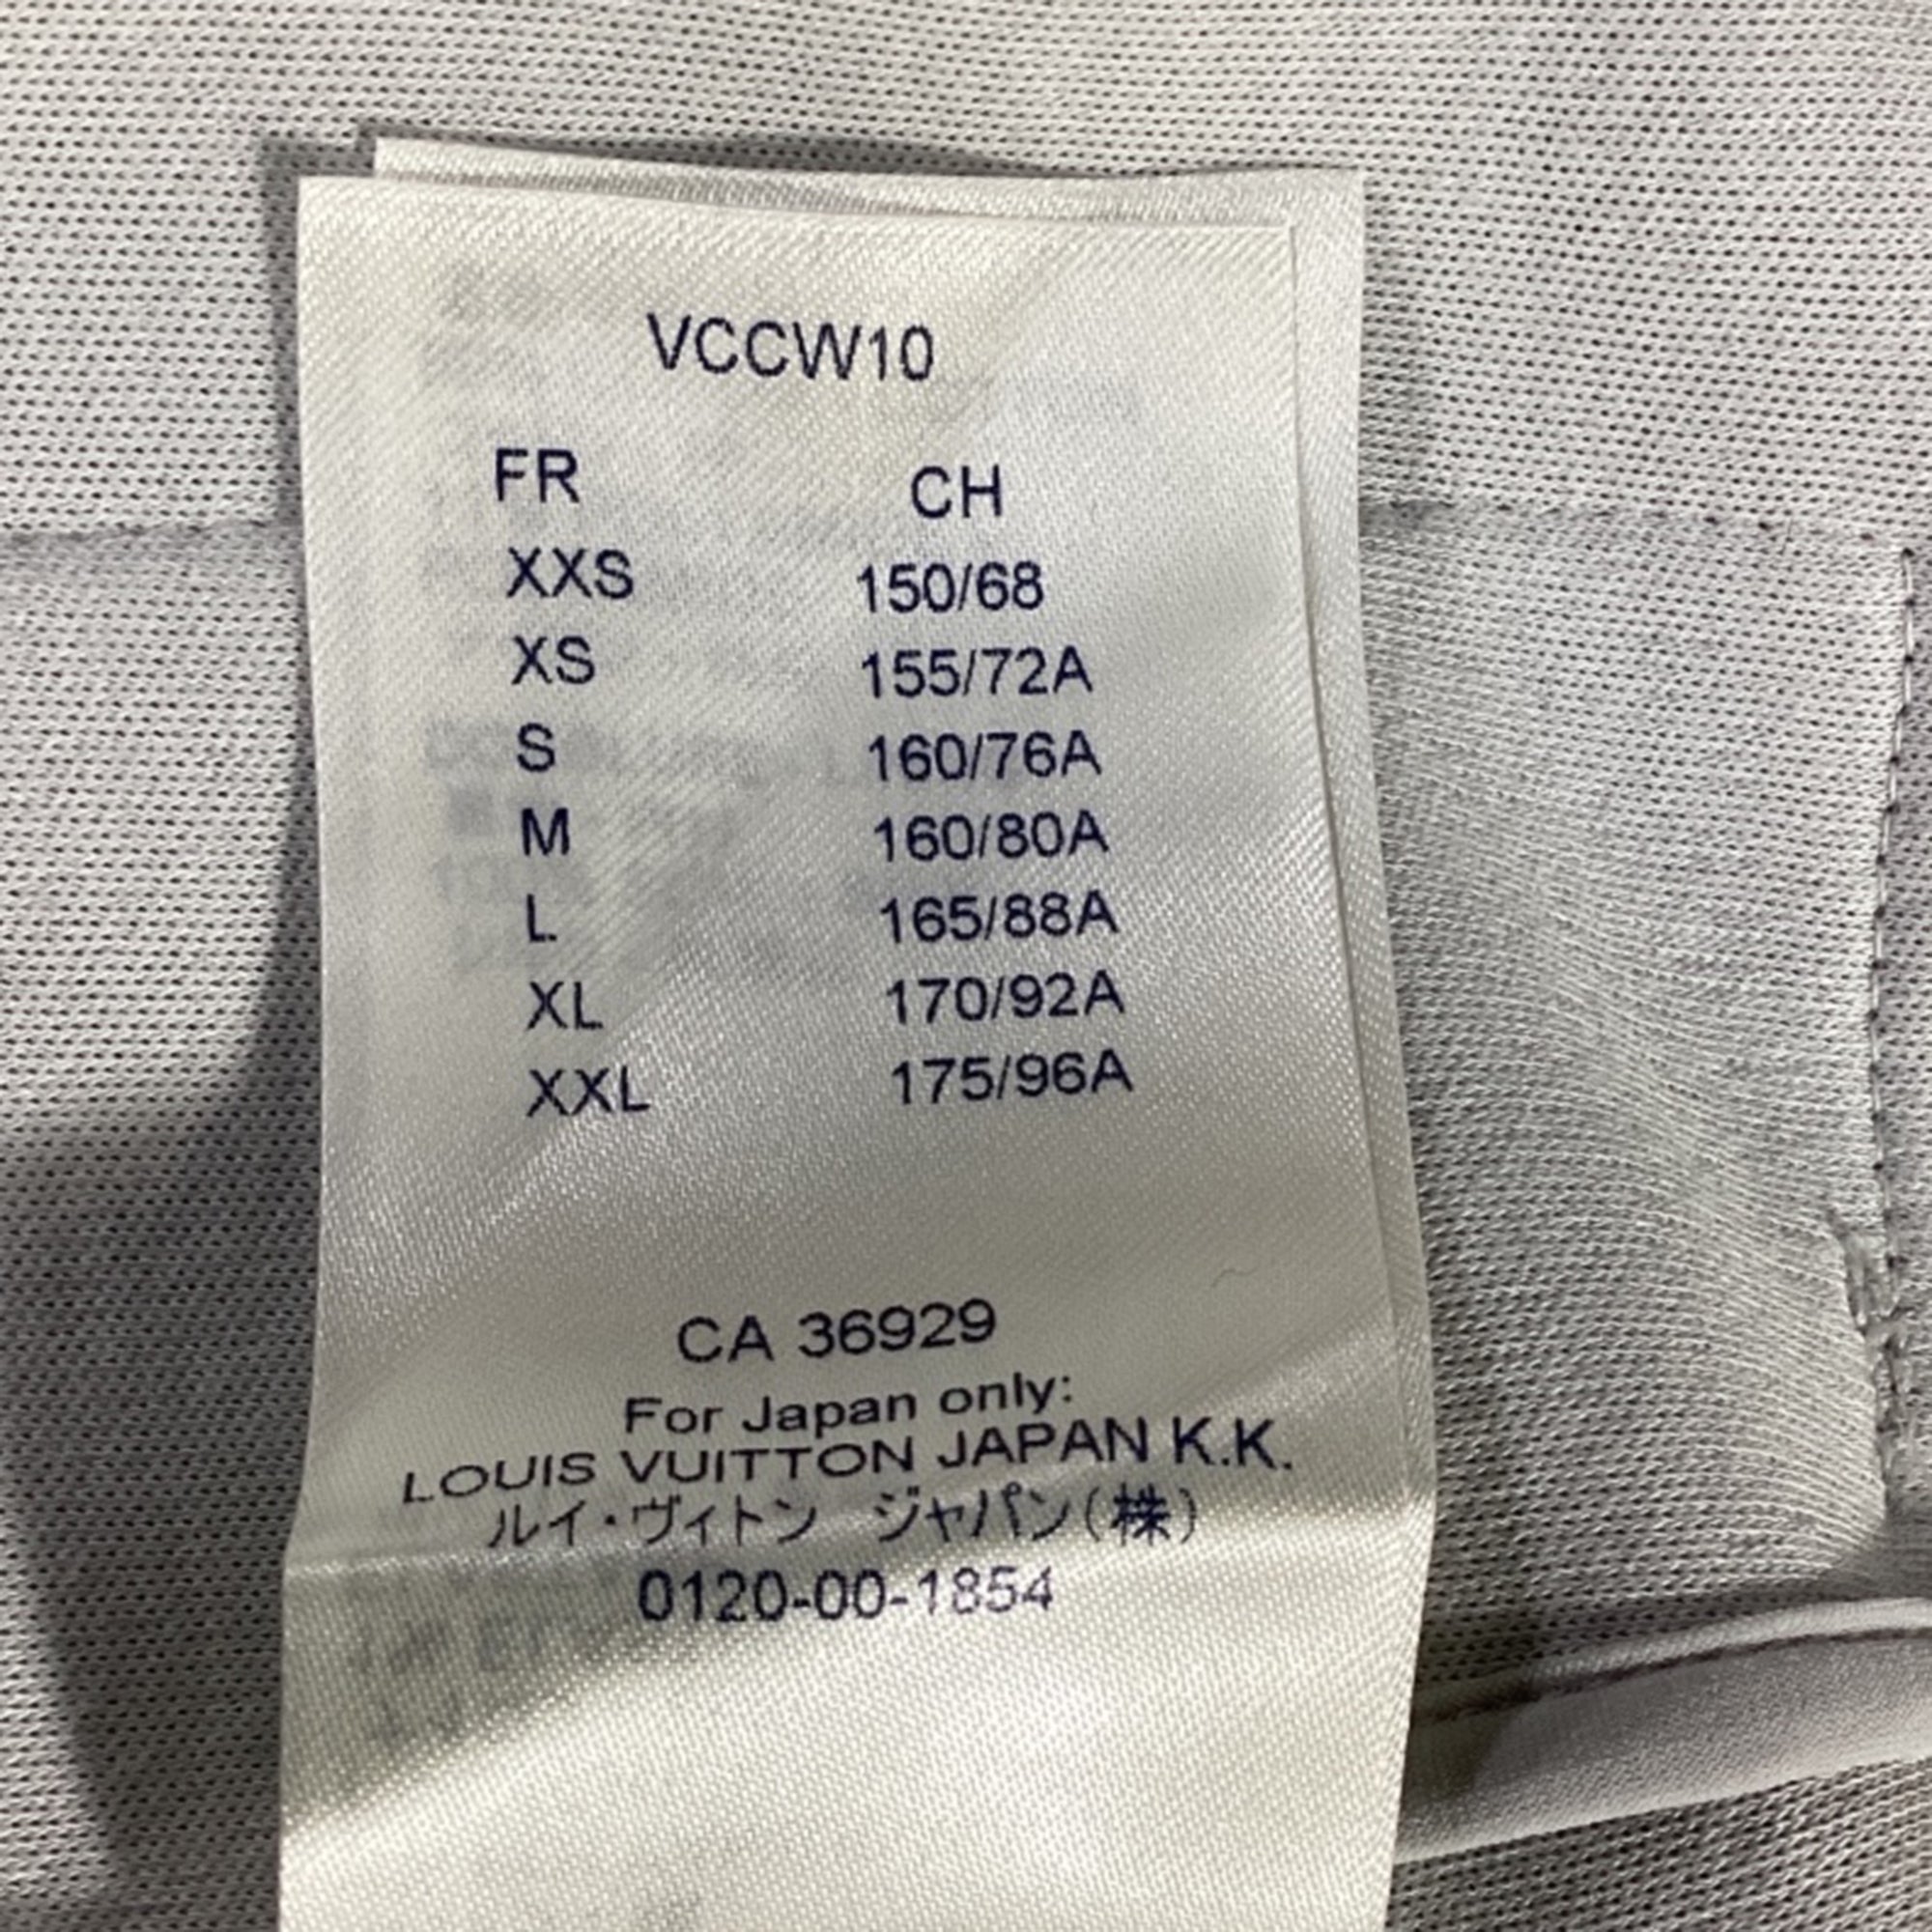 VCCW10
FR CH
XXS 150/68
XS 155/72A
S 160/76A
M 160/80A
L 165/88A
XL 170/92A
XXL 175/96A
CA 36929
For Japan only:
LOUIS VUITTON JAPAN K.K.
ルイ・ヴィトン ジャパン(株)
0120-00-1854